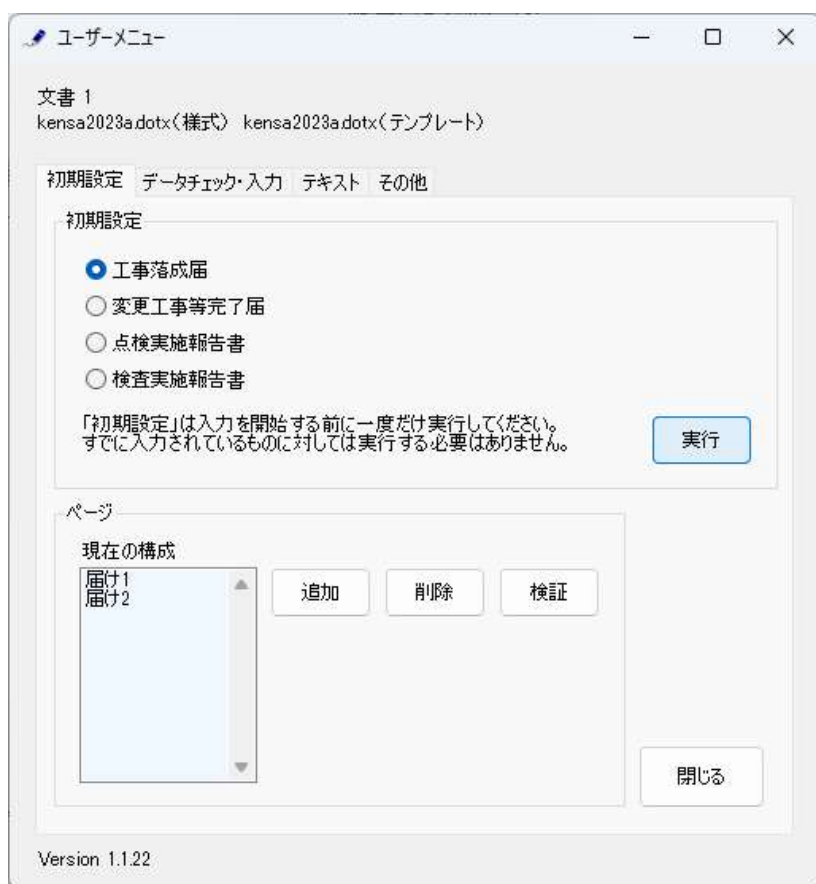 ユーザーメニュー
文書 1
kensa2023a.dotx(様式) kensa2023a.dotx(テンプレート)
初期設定 データチェック・入力 テキスト その他
初期設定
工事落成届
変更工事等完了届
点検実施報告書
検査実施報告書
「初期設定」は入力を開始する前に一度だけ実行してください。
すでに入力されているものに対しては実行する必要はありません。
実行
ページ
現在の構成
届け1
届け2
追加 削除 検証
閉じる
Version 1.1.22